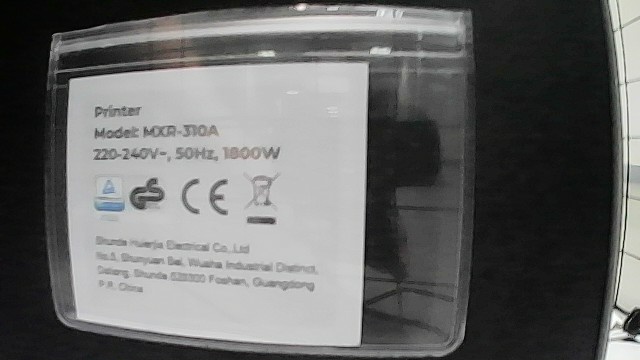 Printer
Model: MXR-310A
220-240V~, 50Hz, 1800W
CE
Shunde Huierjia Electrical Co.,Ltd
No.5, Shunyuan Bei, Wusha Industrial District,
Daliang, Shunde 528300 Foshan, Guangdong
P.R. China